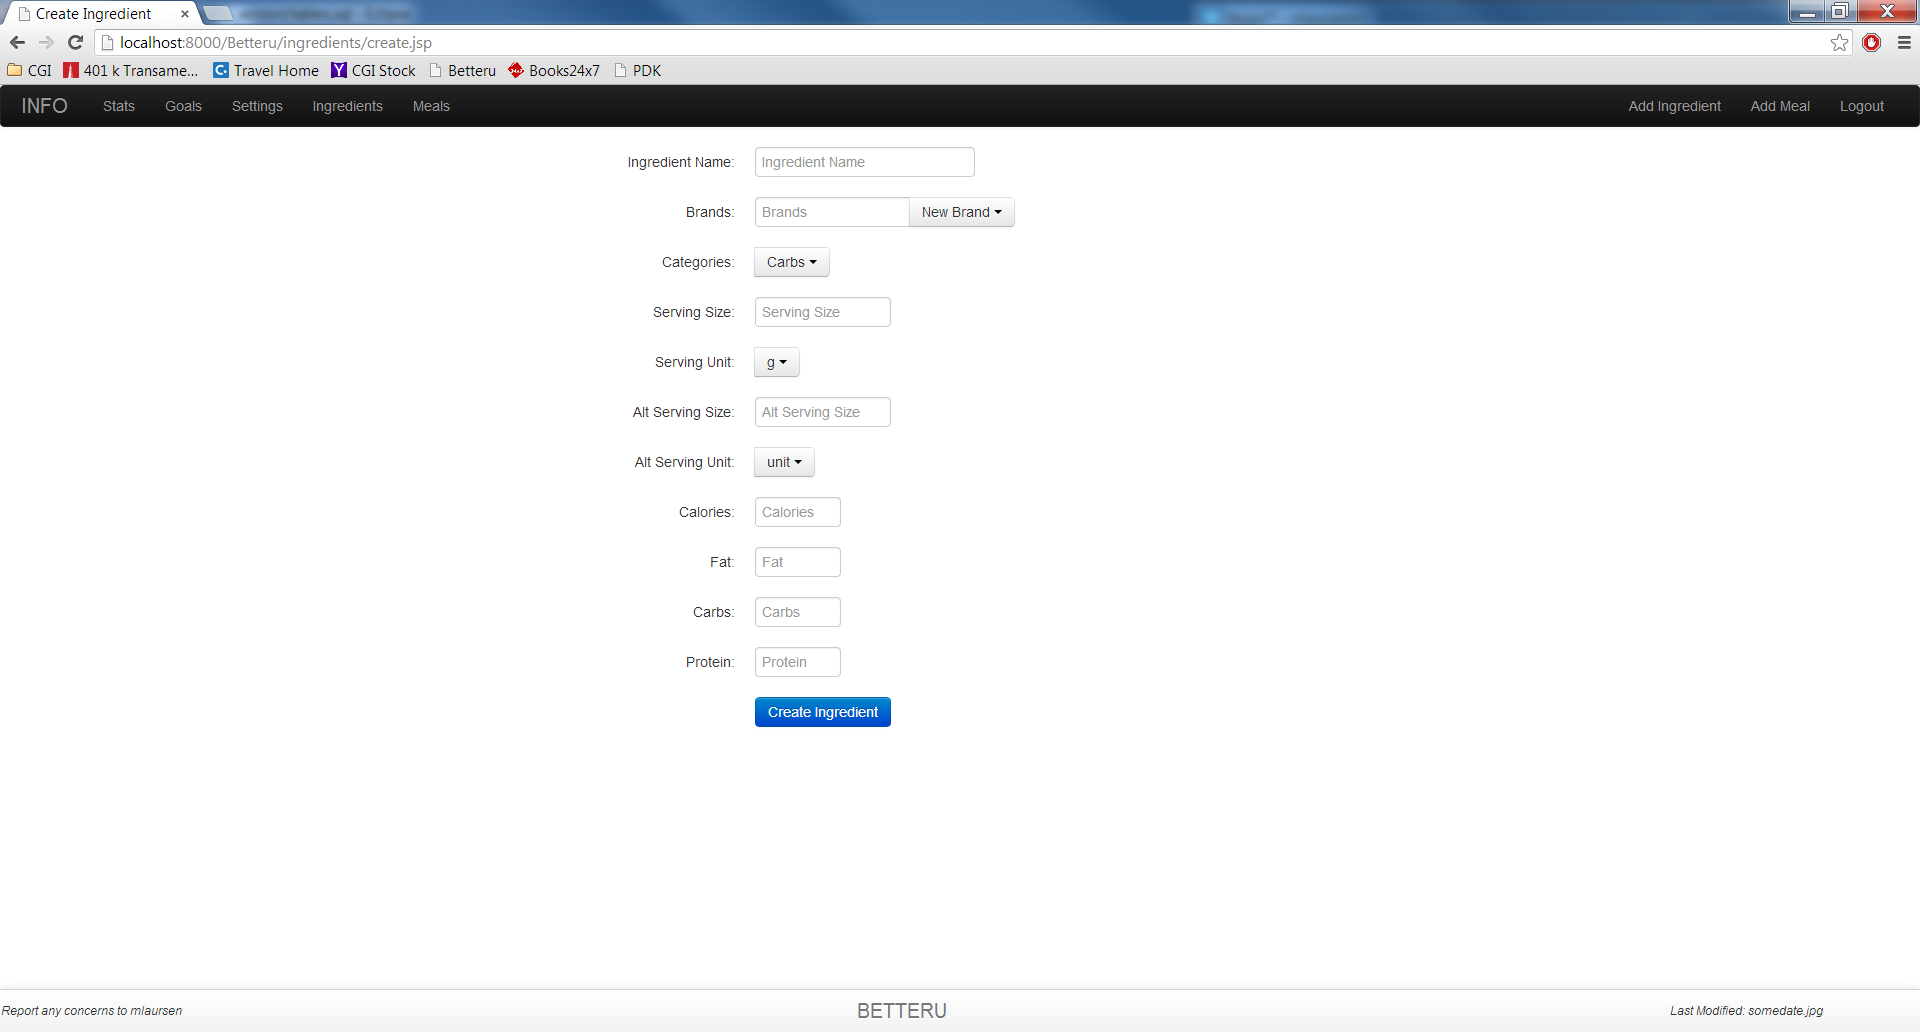 Create Ingredient
localhost:8000/Betteru/ingredients/create.jsp
CGI 401 k Transame... Travel Home CGI Stock Betteru Books24x7 PDK
INFO Stats Goals Settings Ingredients Meals Add Ingredient Add Meal Logout
Ingredient Name: Ingredient Name
Brands: Brands New Brand
Categories: Carbs
Serving Size: Serving Size
Serving Unit: g
Alt Serving Size: Alt Serving Size
Alt Serving Unit: unit
Calories: Calories
Fat: Fat
Carbs: Carbs
Protein: Protein
Create Ingredient
Report any concerns to mlaursen BETTERU Last Modified: somedate.jpg